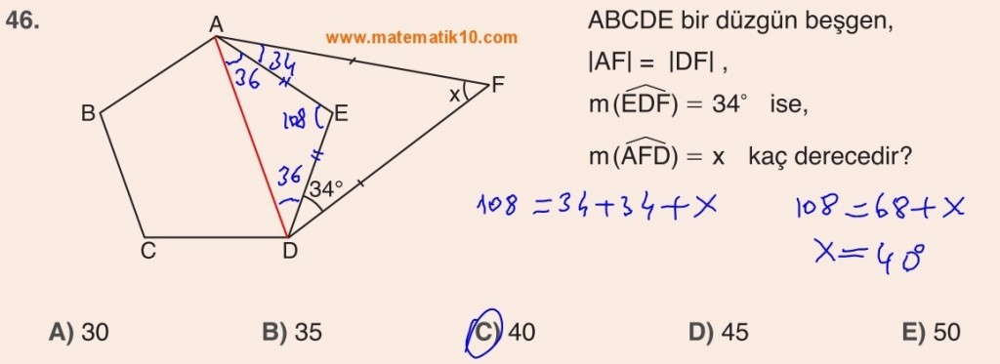 46.
A
www.matematik10.com
34
36
F
x
B
108
E
36
34°
C
D
ABCDE bir düzgün beşgen,
|AF| = |DF| ,
m(EDF) = 34° ise,
m(AFD) = x kaç derecedir?
108 = 34+34+x
108 = 68+x
x = 40°
A) 30
B) 35
C) 40
D) 45
E) 50